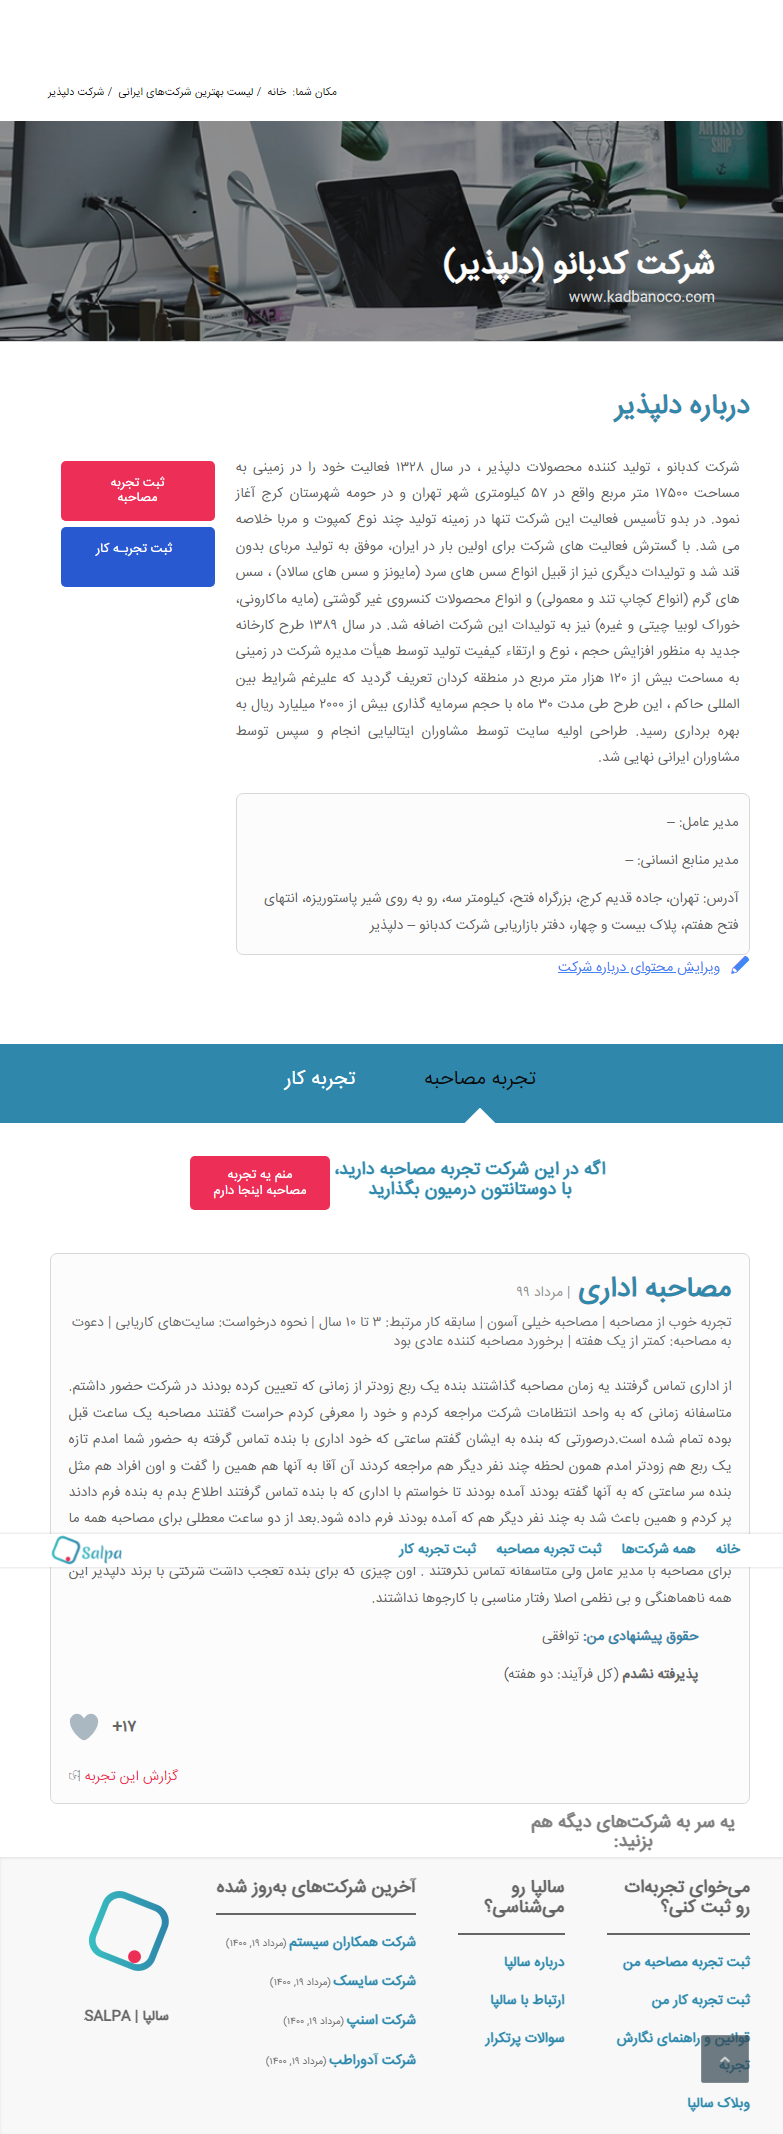 مکان شما: خانه / لیست بهترین شرکت‌های ایرانی / شرکت دلپذیر
ARTISTS
SHIP
شرکت کدبانو (دلپذیر)
www.kadbanoco.com
درباره دلپذیر
شرکت کدبانو ، تولید کننده محصولات دلپذیر ، در سال ۱۳۲۸ فعالیت خود را در زمینی به
مساحت ۱۷۵۰۰ متر مربع واقع در ۵۷ کیلومتری شهر تهران و در حومه شهرستان کرج آغاز
نمود. در بدو تأسیس فعالیت این شرکت تنها در زمینه تولید چند نوع کمپوت و مربا خلاصه
می شد. با گسترش فعالیت های شرکت برای اولین بار در ایران، موفق به تولید مربای بدون
قند شد و تولیدات دیگری نیز از قبیل انواع سس های سرد (مایونز و سس های سالاد) ، سس
های گرم (انواع کچاپ تند و معمولی) و انواع محصولات کنسروی غیر گوشتی (مایه ماکارونی،
خوراک لوبیا چیتی و غیره) نیز به تولیدات این شرکت اضافه شد. در سال ۱۳۸۹ طرح کارخانه
جدید به منظور افزایش حجم ، نوع و ارتقاء کیفیت تولید توسط هیأت مدیره شرکت در زمینی
به مساحت بیش از ۱۲۰ هزار متر مربع در منطقه کردان تعریف گردید که علیرغم شرایط بین
المللی حاکم ، این طرح طی مدت ۳۰ ماه با حجم سرمایه گذاری بیش از ۲۰۰۰ میلیارد ریال به
بهره برداری رسید. طراحی اولیه سایت توسط مشاوران ایتالیایی انجام و سپس توسط
مشاوران ایرانی نهایی شد.
ثبت تجربه
مصاحبه
ثبت تجربـه کار
مدیر عامل: –
مدیر منابع انسانی: –
آدرس: تهران، جاده قدیم کرج، بزرگراه فتح، کیلومتر سه، رو به روی شیر پاستوریزه، انتهای
فتح هفتم، پلاک بیست و چهار، دفتر بازاریابی شرکت کدبانو – دلپذیر
ویرایش محتوای درباره شرکت
تجربه مصاحبه
تجربه کار
اگه در این شرکت تجربه مصاحبه دارید،
با دوستانتون درمیون بگذارید
منم یه تجربه
مصاحبه اینجا دارم
مصاحبه اداری | مرداد ۹۹
تجربه خوب از مصاحبه | مصاحبه خیلی آسون | سابقه کار مرتبط: ۳ تا ۱۰ سال | نحوه درخواست: سایت‌های کاریابی | دعوت
به مصاحبه: کمتر از یک هفته | برخورد مصاحبه کننده عادی بود
از اداری تماس گرفتند یه زمان مصاحبه گذاشتند بنده یک ربع زودتر از زمانی که تعیین کرده بودند در شرکت حضور داشتم.
متاسفانه زمانی که به واحد انتظامات شرکت مراجعه کردم و خود را معرفی کردم حراست گفتند مصاحبه یک ساعت قبل
بوده تمام شده است.درصورتی که بنده به ایشان گفتم ساعتی که خود اداری با بنده تماس گرفته به حضور شما امدم تازه
یک ربع هم زودتر امدم همون لحظه چند نفر دیگر هم مراجعه کردند آن آقا به آنها هم همین را گفت و اون افراد هم مثل
بنده سر ساعتی که به آنها گفته بودند آمده بودند تا خواستم با اداری که با بنده تماس گرفتند اطلاع بدم به بنده فرم دادند
پر کردم و همین باعث شد به چند نفر دیگر هم که آمده بودند فرم داده شود.بعد از دو ساعت معطلی برای مصاحبه همه ما
خانه همه شرکت‌ها ثبت تجربه مصاحبه ثبت تجربه کار Salpa
برای مصاحبه با مدیر عامل ولی متاسفانه تماس نگرفتند . اون چیزی که برای بنده تعجب داشت شرکتی با برند دلپذیر این
همه ناهماهنگی و بی نظمی اصلا رفتار مناسبی با کارجوها نداشتند.
حقوق پیشنهادی من: توافقی
پذیرفته نشدم (کل فرآیند: دو هفته)
+۱۷
گزارش این تجربه
یه سر به شرکت‌های دیگه هم
بزنید:
می‌خوای تجربه‌ات
رو ثبت کنی؟
ثبت تجربه مصاحبه من
ثبت تجربه کار من
قوانین و راهنمای نگارش
تجربه
وبلاگ سالپا
سالپا رو
می‌شناسی؟
درباره سالپا
ارتباط با سالپا
سوالات پرتکرار
آخرین شرکت‌های به‌روز شده
شرکت همکاران سیستم (مرداد ۱۹, ۱۴۰۰)
شرکت سایسک (مرداد ۱۹, ۱۴۰۰)
شرکت اسنپ (مرداد ۱۹, ۱۴۰۰)
شرکت آدوراطب (مرداد ۱۹, ۱۴۰۰)
سالپا | SALPA